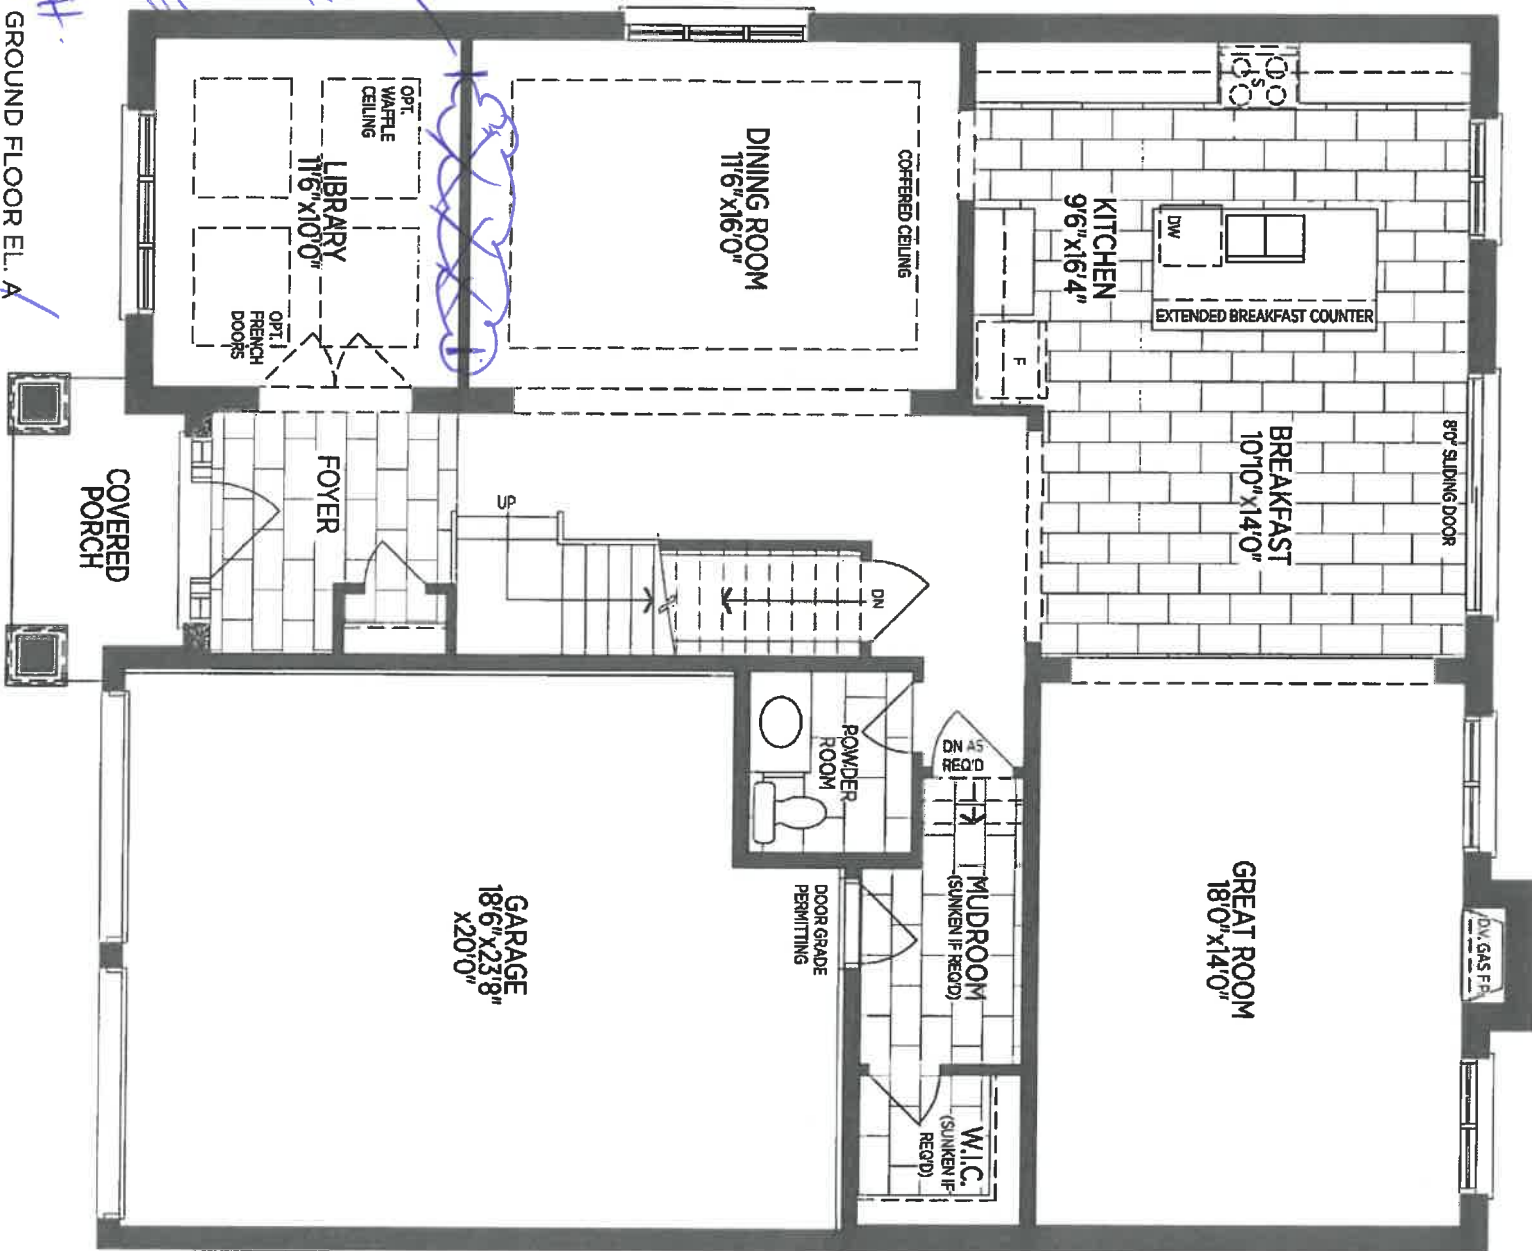 GROUND FLOOR EL. A
OPT.
WAFFLE
CEILING
LIBRARY
11'6"x10'0"
OPT.
FRENCH
DOORS
COFFERED CEILING
DINING ROOM
11'6"x16'0"
S
KITCHEN
9'6"x16'4"
DW
EXTENDED BREAKFAST COUNTER
F
BREAKFAST
10'10"x14'0"
8'0" SLIDING DOOR
COVERED
PORCH
FOYER
UP
DN
POWDER
ROOM
DN AS
REQ'D
MUDROOM
(SUNKEN IF REQ'D)
DOOR GRADE
PERMITTING
GARAGE
18'6"x23'8"
x20'0"
W.I.C.
(SUNKEN IF
REQ'D)
GREAT ROOM
18'0"x14'0"
D.V. GAS F.P.